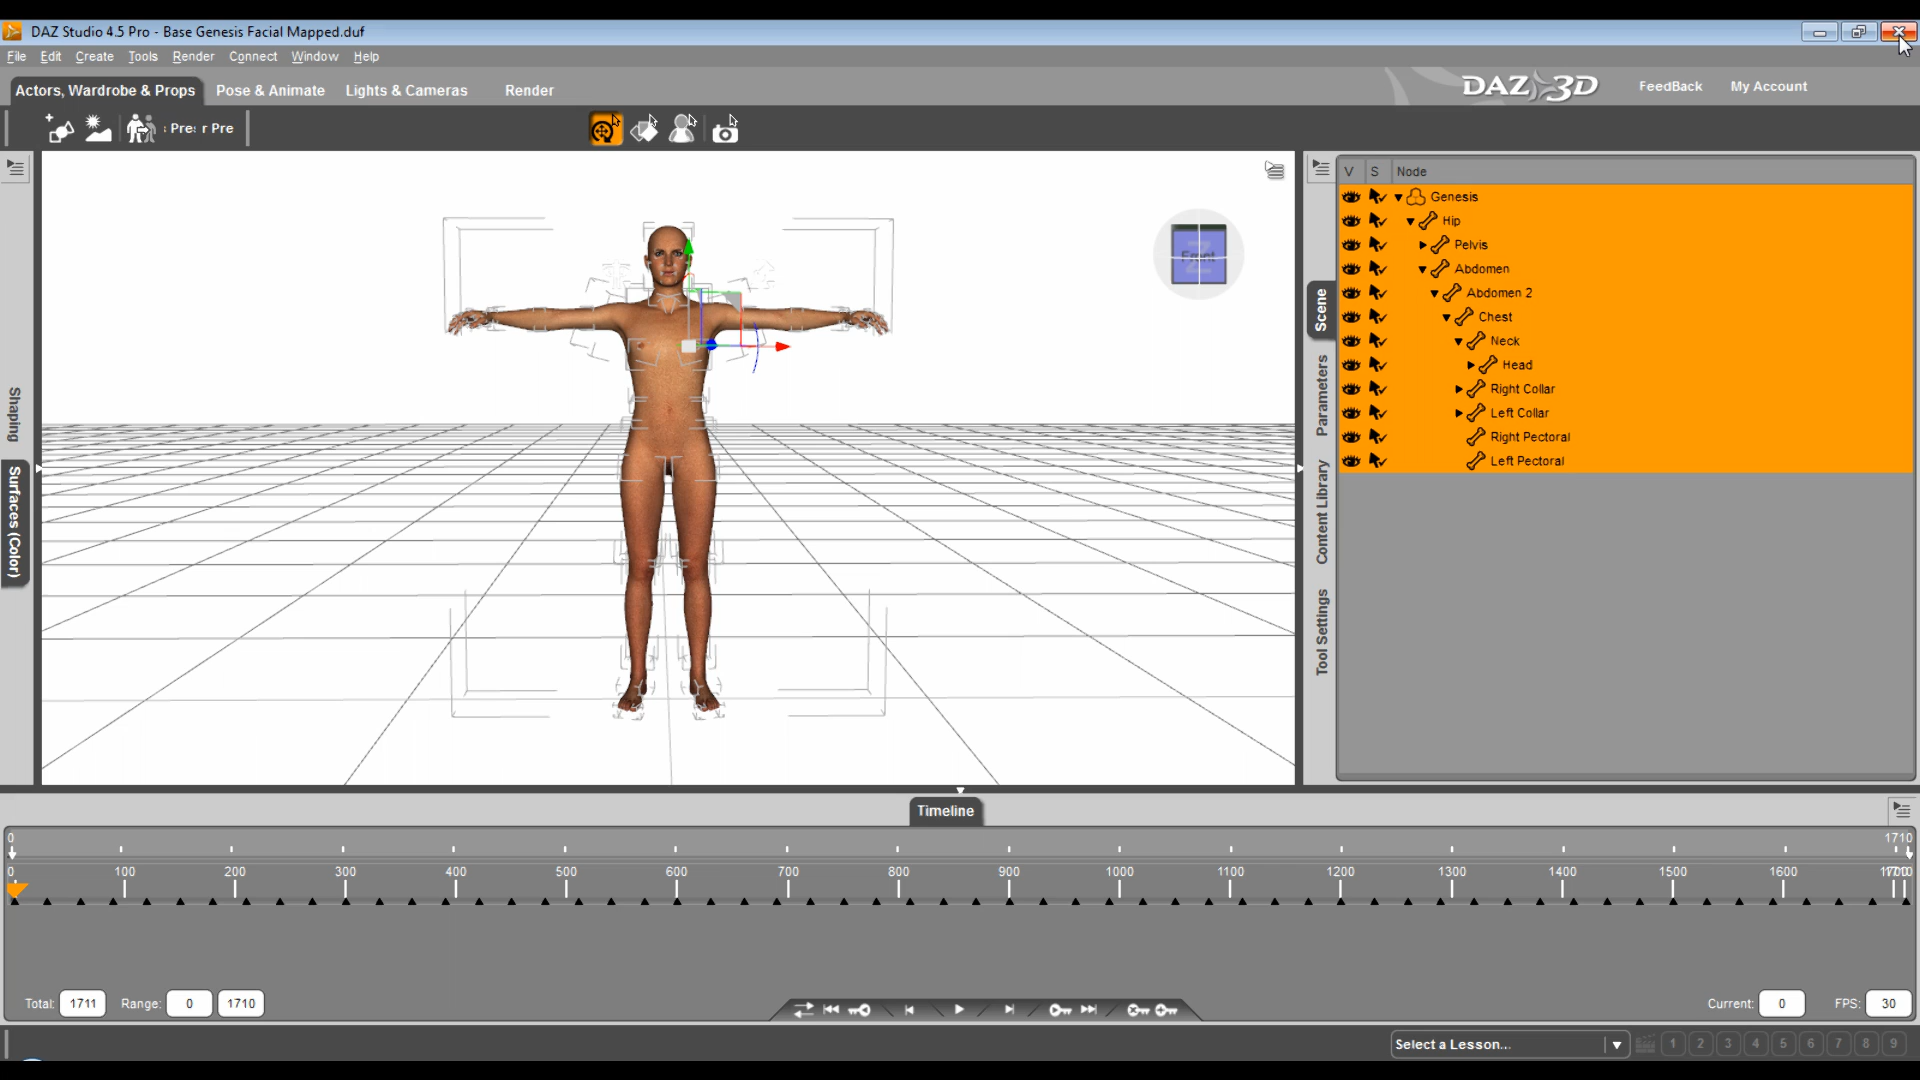 DAZ Studio 4.5 Pro - Base Genesis Facial Mapped.duf
File Edit Create Tools Render Connect Window Help
Actors, Wardrobe & Props Pose & Animate Lights & Cameras Render
DAZ 3D FeedBack My Account
: Pre: r Pre
V S Node
Genesis
Hip
Pelvis
Abdomen
Abdomen 2
Chest
Neck
Head
Right Collar
Left Collar
Right Pectoral
Left Pectoral
Front
Shaping
Surfaces (Color)
Scene
Parameters
Content Library
Tool Settings
Timeline
0 1710
0 100 200 300 400 500 600 700 800 900 1000 1100 1200 1300 1400 1500 1600
Total: 1711 Range: 0 1710 Current: 0 FPS: 30
Select a Lesson... 1 2 3 4 5 6 7 8 9